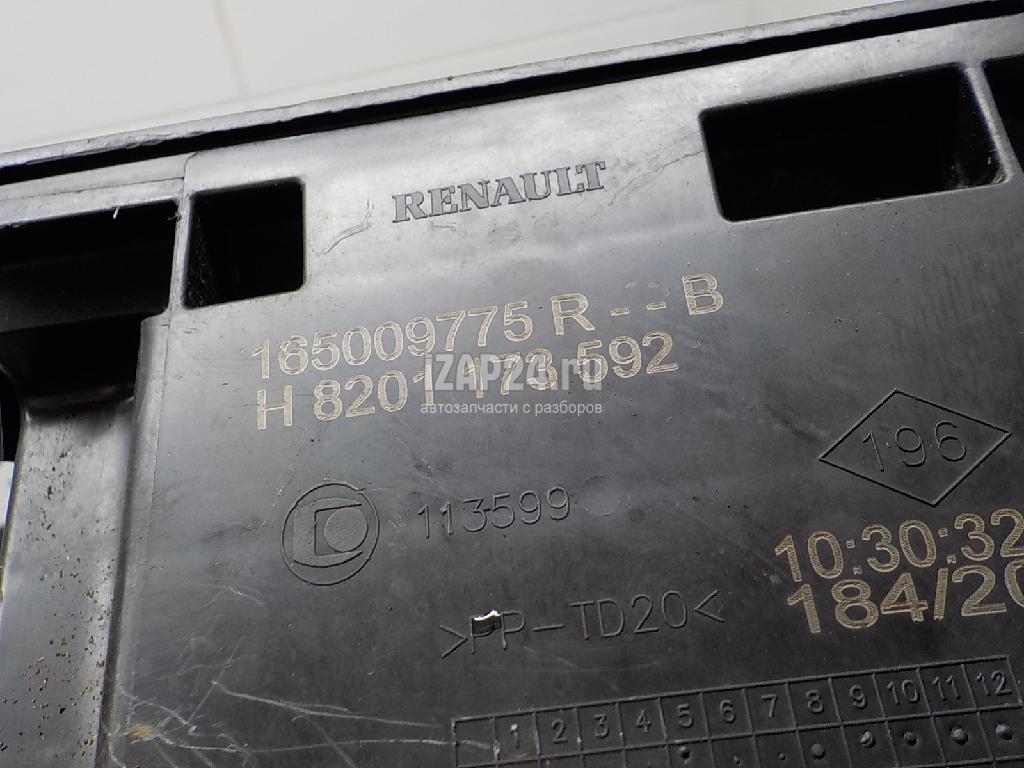 RENAULT
165009775 R - - B
H 8201 173 592
iZAP24.ru
автозапчасти с разборов
196
113599
10:30:32
>PP-TD20<
184/20
1 2 3 4 5 6 7 8 9 10 11 12